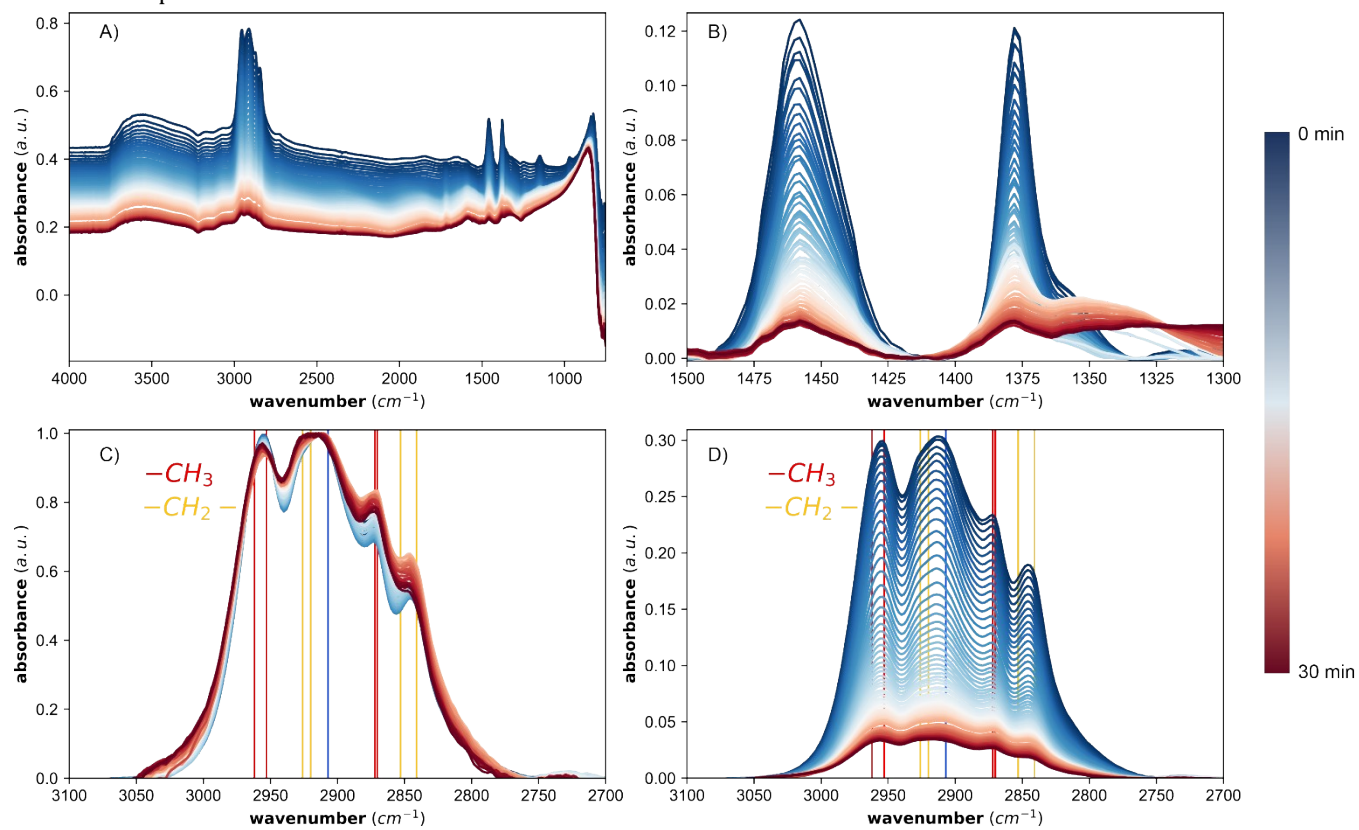 A)
0.8
0.6
0.4
0.2
0.0
absorbance (a. u.)
4000 3500 3000 2500 2000 1500 1000
wavenumber (cm⁻¹)
B)
0.12
0.10
0.08
0.06
0.04
0.02
0.00
absorbance (a. u.)
1500 1475 1450 1425 1400 1375 1350 1325 1300
wavenumber (cm⁻¹)
0 min
30 min
C)
−CH₃
−CH₂ −
1.0
0.8
0.6
0.4
0.2
0.0
absorbance (a. u.)
3100 3050 3000 2950 2900 2850 2800 2750 2700
wavenumber (cm⁻¹)
D)
−CH₃
−CH₂ −
0.30
0.25
0.20
0.15
0.10
0.05
0.00
absorbance (a. u.)
3100 3050 3000 2950 2900 2850 2800 2750 2700
wavenumber (cm⁻¹)